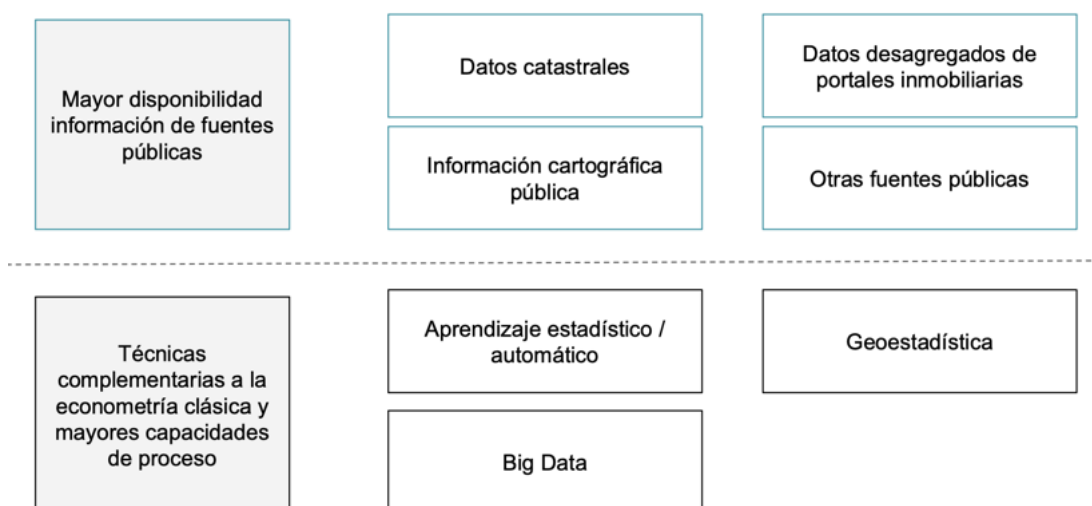 Mayor disponibilidad
información de fuentes
públicas
Datos catastrales
Datos desagregados de
portales inmobiliarias
Información cartográfica
pública
Otras fuentes públicas
Técnicas
complementarias a la
econometría clásica y
mayores capacidades
de proceso
Aprendizaje estadístico /
automático
Geoestadística
Big Data